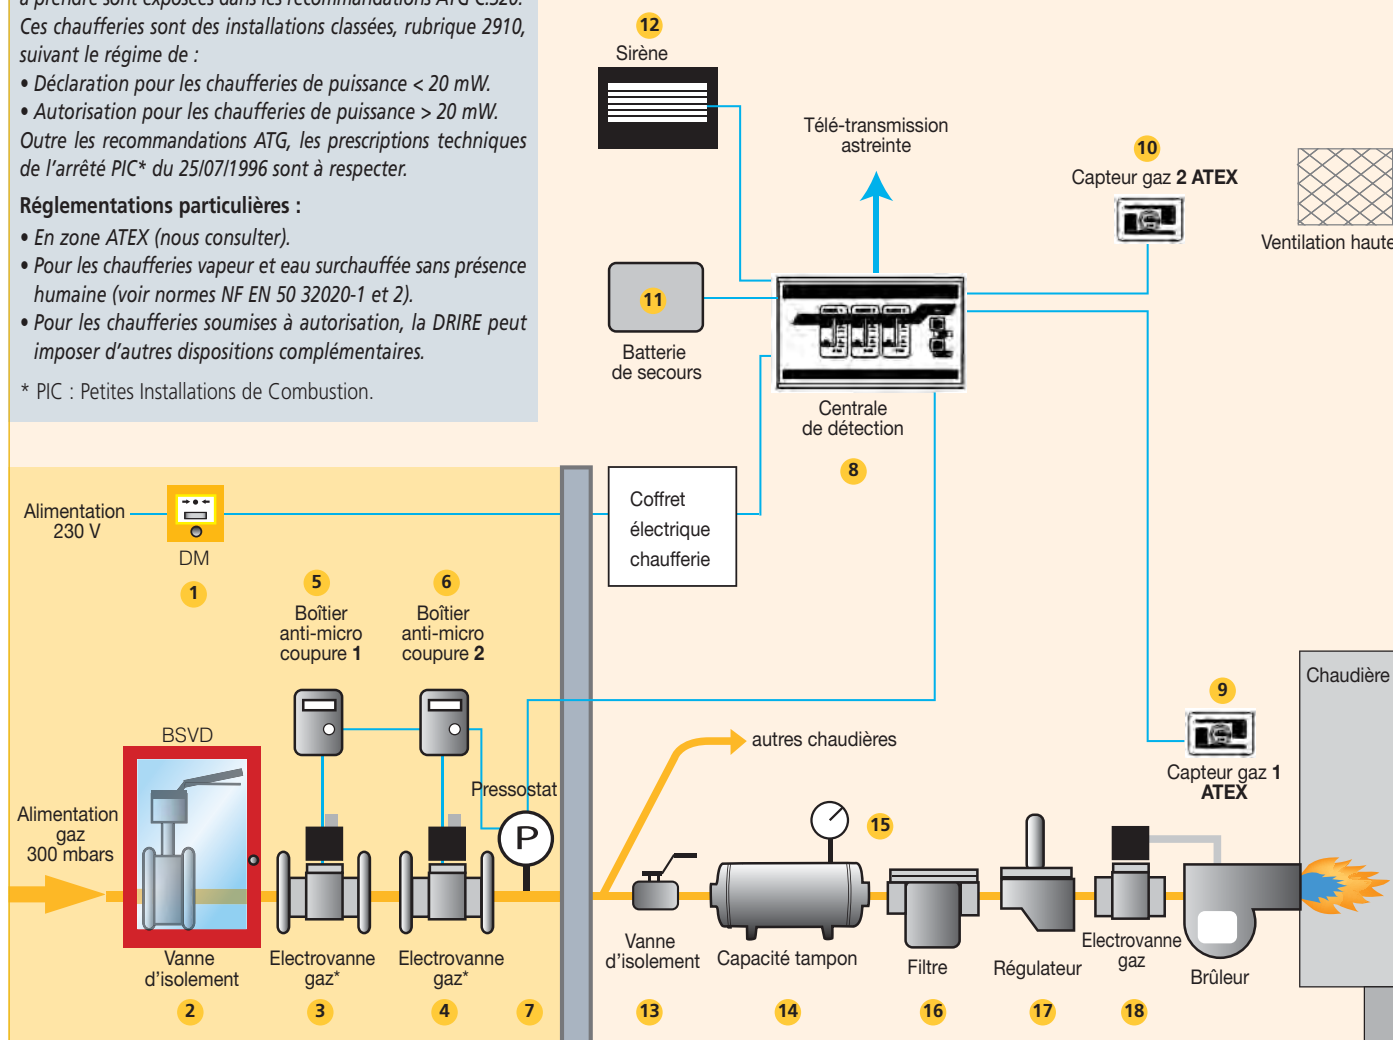 à prendre sont exposées dans les recommandations ATG C.320.
Ces chaufferies sont des installations classées, rubrique 2910,
suivant le régime de :
• Déclaration pour les chaufferies de puissance < 20 mW.
• Autorisation pour les chaufferies de puissance > 20 mW.
Outre les recommandations ATG, les prescriptions techniques
de l’arrêté PIC* du 25/07/1996 sont à respecter.
Réglementations particulières :
• En zone ATEX (nous consulter).
• Pour les chaufferies vapeur et eau surchauffée sans présence
humaine (voir normes NF EN 50 32020-1 et 2).
• Pour les chaufferies soumises à autorisation, la DRIRE peut
imposer d’autres dispositions complémentaires.
* PIC : Petites Installations de Combustion.
12
Sirène
Télé-transmission
astreinte
10
Capteur gaz 2 ATEX
Ventilation haute
11
Batterie
de secours
Centrale
de détection
8
Alimentation
230 V
DM
1
Coffret
électrique
chaufferie
5
Boîtier
anti-micro
coupure 1
6
Boîtier
anti-micro
coupure 2
9
Capteur gaz 1
ATEX
Chaudière
BSVD
Pressostat
P
autres chaudières
Alimentation
gaz
300 mbars
15
Vanne
d’isolement
2
Electrovanne
gaz*
3
Electrovanne
gaz*
4
7
Vanne
d’isolement
13
Capacité tampon
14
Filtre
16
Régulateur
17
Electrovanne
gaz
18
Brûleur